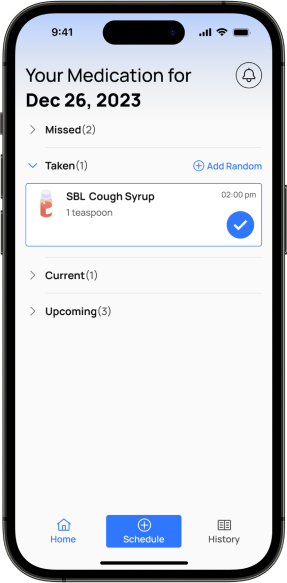 9:41
Your Medication for
Dec 26, 2023
Missed(2)
Taken(1)
Add Random
SBL Cough Syrup
02:00 pm
1 teaspoon
Current(1)
Upcoming(3)
Home
Schedule
History